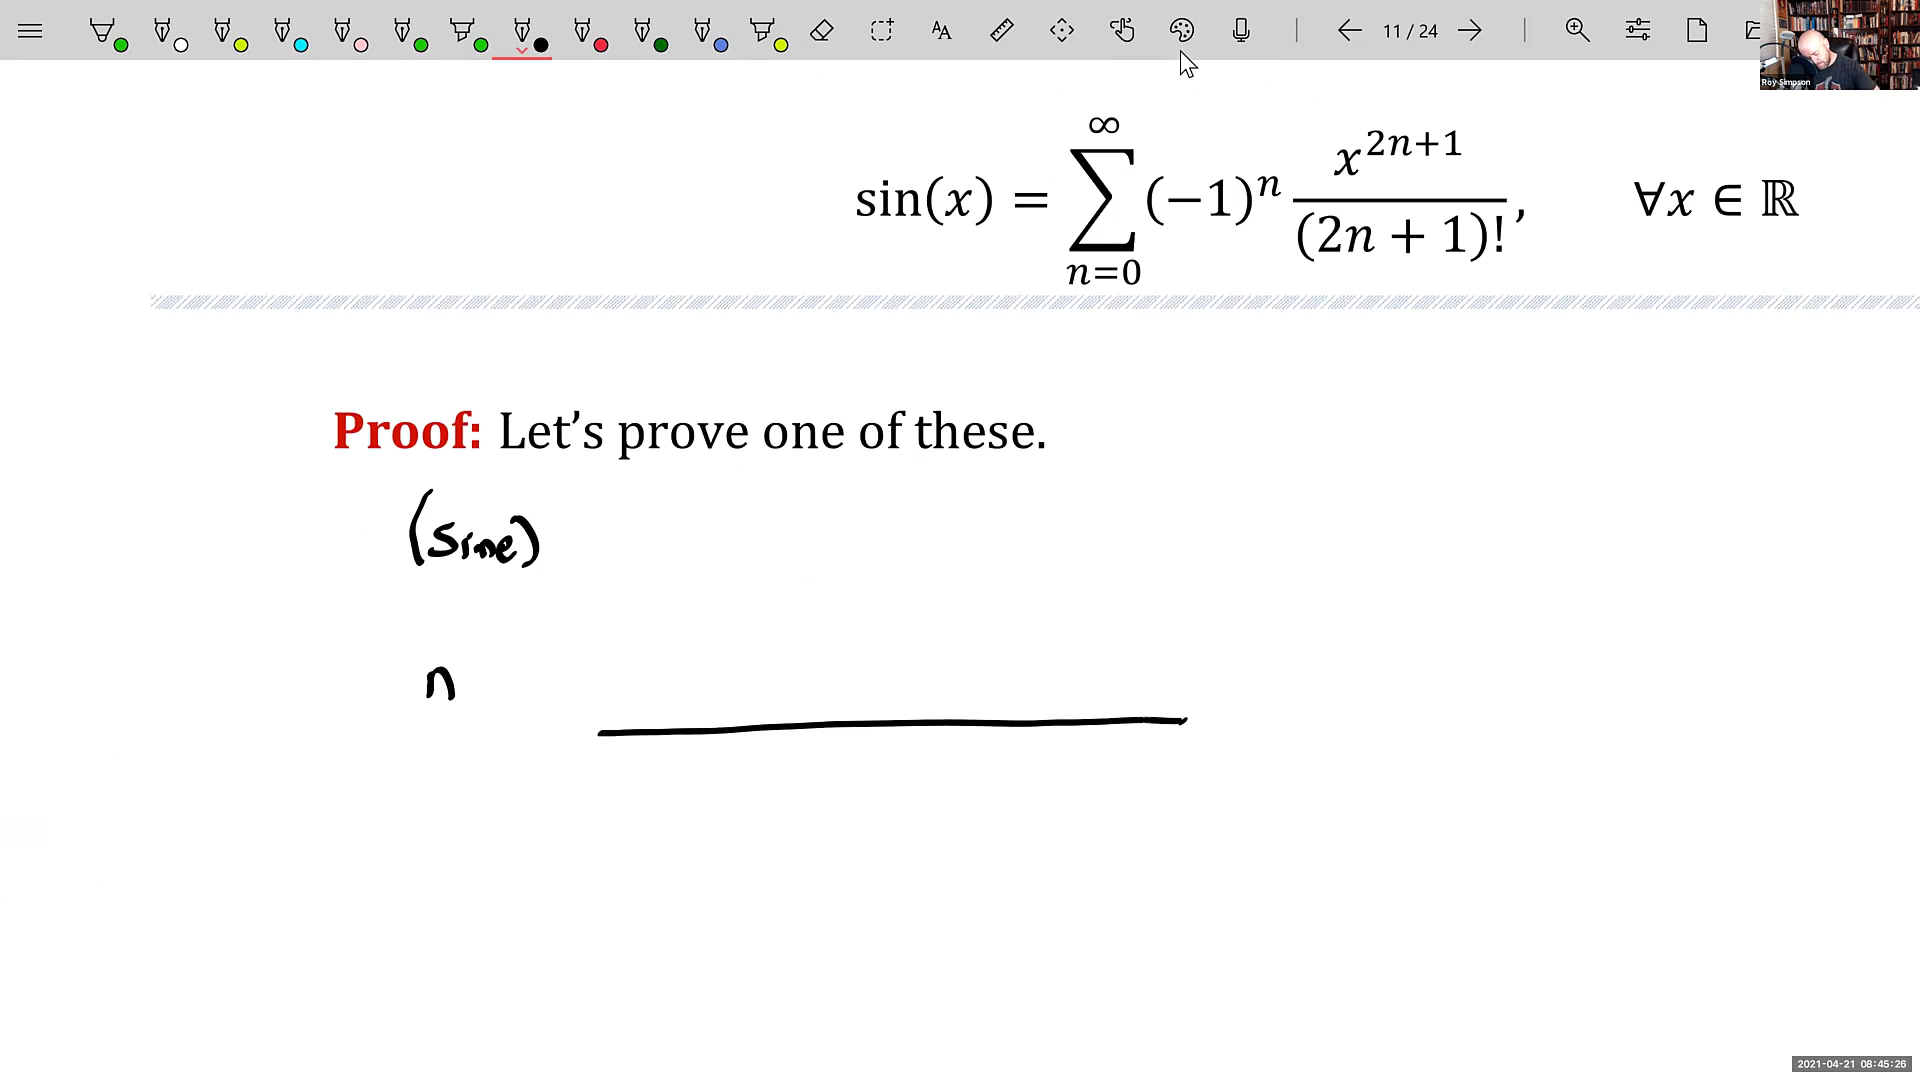 11 / 24
Roy Simpson
sin(x) = ∑_{n=0}^{∞} (−1)^n x^{2n+1} / (2n + 1)! , ∀x ∈ ℝ
Proof: Let’s prove one of these.
(Sine)
n
2021-04-21 08:45:26